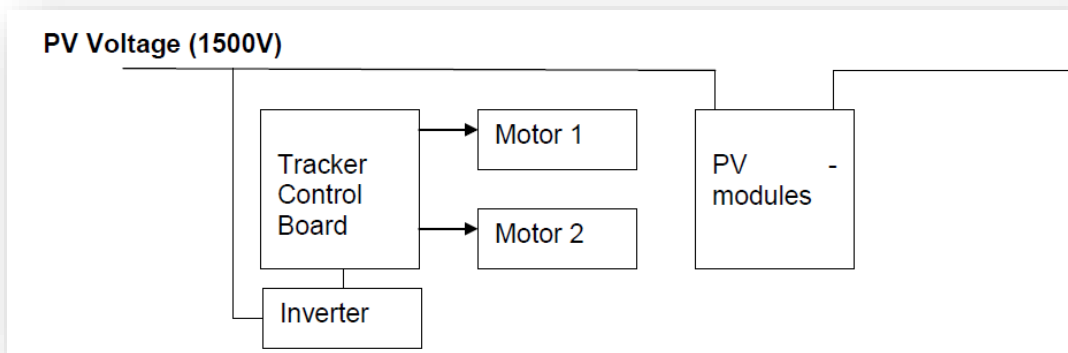 PV Voltage (1500V)
Tracker
Control
Board
Motor 1
Motor 2
PV -
modules
Inverter